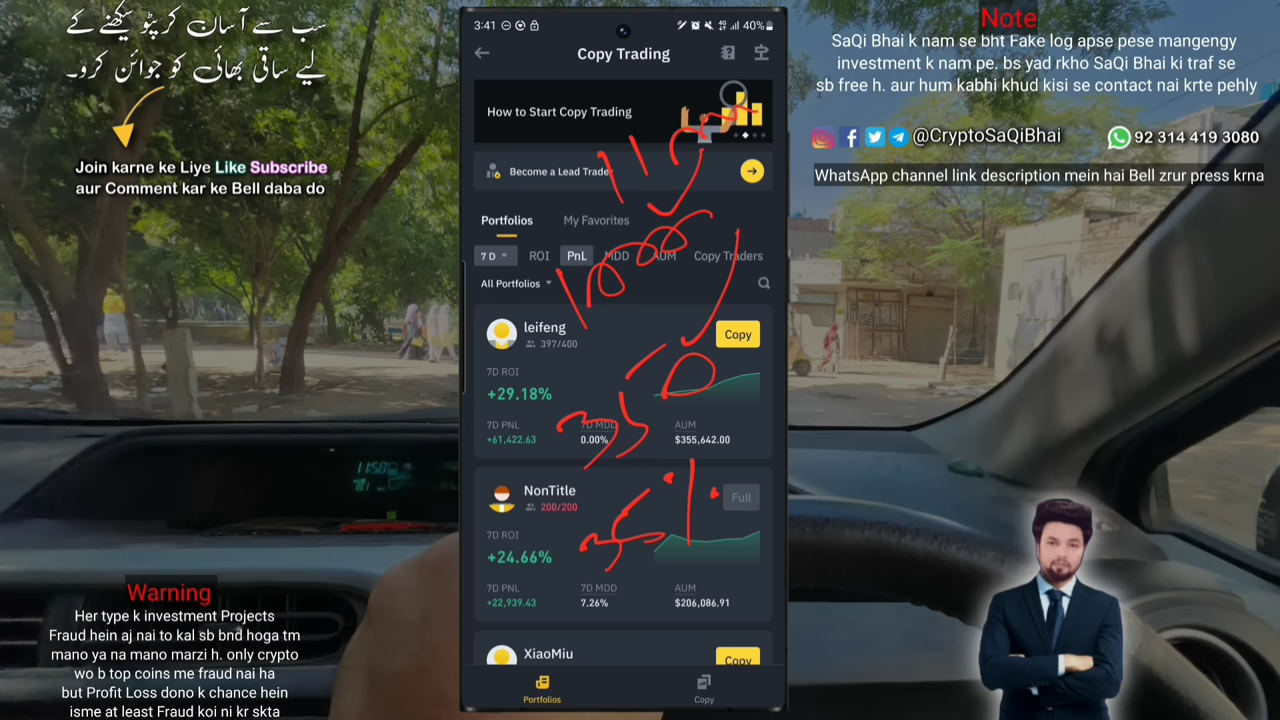 سب سے آسان کرپٹو سیکھنے کے
لیے ساقی بھائی کو جوائن کرو۔
Join karne ke Liye Like Subscribe
aur Comment kar ke Bell daba do
Warning
Her type k investment Projects
Fraud hein aj nai to kal sb bnd hoga tm
mano ya na mano marzi h. only crypto
wo b top coins me fraud nai ha
but Profit Loss dono k chance hein
isme at least Fraud koi ni kr skta
3:41
40%
Copy Trading
How to Start Copy Trading
Become a Lead Trade
Portfolios My Favorites
7 D ROI PnL MDD AUM Copy Traders
All Portfolios
leifeng
397/400
Copy
7D ROI
+29.18%
7D PNL 7D MDD AUM
+61,422.63 0.00% $355,642.00
NonTitle
200/200
Full
7D ROI
+24.66%
7D PNL 7D MDD AUM
+22,939.43 7.26% $206,086.91
XiaoMiu
Copy
Portfolios Copy
Note
SaQi Bhai k nam se bht Fake log apse pese mangengy
investment k nam pe. bs yad rkho SaQi Bhai ki traf se
sb free h. aur hum kabhi khud kisi se contact nai krte pehly
@CryptoSaQiBhai 92 314 419 3080
WhatsApp channel link description mein hai Bell zrur press krna